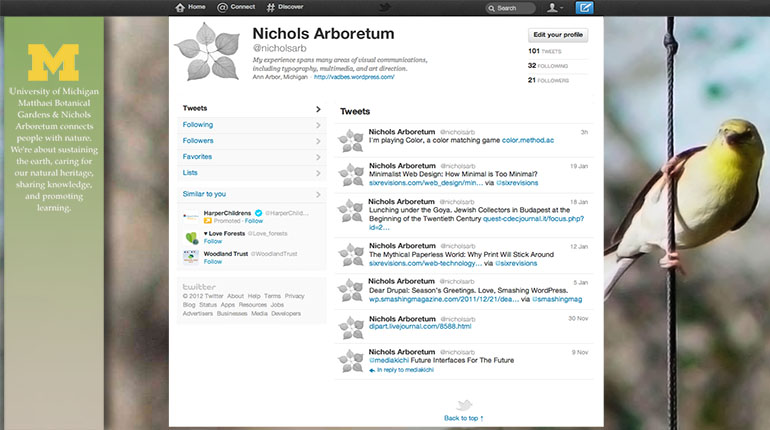 Home Connect # Discover Search
M
University of Michigan
Matthaei Botanical
Gardens & Nichols
Arboretum connects
people with nature.
We're about sustaining
the earth, caring for
our natural heritage,
sharing knowledge,
and promoting
learning.
Nichols Arboretum
@nicholsarb
My experience spans many areas of visual communications,
including typography, multimedia, and art direction.
Ann Arbor, Michigan · http://vadbes.wordpress.com/
Edit your profile
101 TWEETS
32 FOLLOWING
21 FOLLOWERS
Tweets
Following
Followers
Favorites
Lists
Similar to you
HarperChildrens @HarperChild...
Promoted · Follow
♥ Love Forests @Love_forests
Follow
Woodland Trust @WoodlandTrust
Follow
twitter
© 2012 Twitter About Help Terms Privacy
Blog Status Apps Resources Jobs
Advertisers Businesses Media Developers
Tweets
Nichols Arboretum @nicholsarb 3h
I'm playing Color, a color matching game color.method.ac
Nichols Arboretum @nicholsarb 19 Jan
Minimalist Web Design: How Minimal is Too Minimal?
sixrevisions.com/web_design/min... via @sixrevisions
Nichols Arboretum @nicholsarb 18 Jan
Lunching under the Goya. Jewish Collectors in Budapest at the
Beginning of the Twentieth Century quest-cdecjournal.it/focus.php?
id=2...
Nichols Arboretum @nicholsarb 12 Jan
The Mythical Paperless World: Why Print Will Stick Around
sixrevisions.com/web-technology... via @sixrevisions
Nichols Arboretum @nicholsarb 5 Jan
Dear Drupal: Season's Greetings. Love, Smashing WordPress.
wp.smashingmagazine.com/2011/12/21/dea... via @smashingmag
Nichols Arboretum @nicholsarb 30 Nov
dipart.livejournal.com/8588.html
Nichols Arboretum @nicholsarb 9 Nov
@mediakichi Future Interfaces For The Future
In reply to mediakichi
Back to top ↑